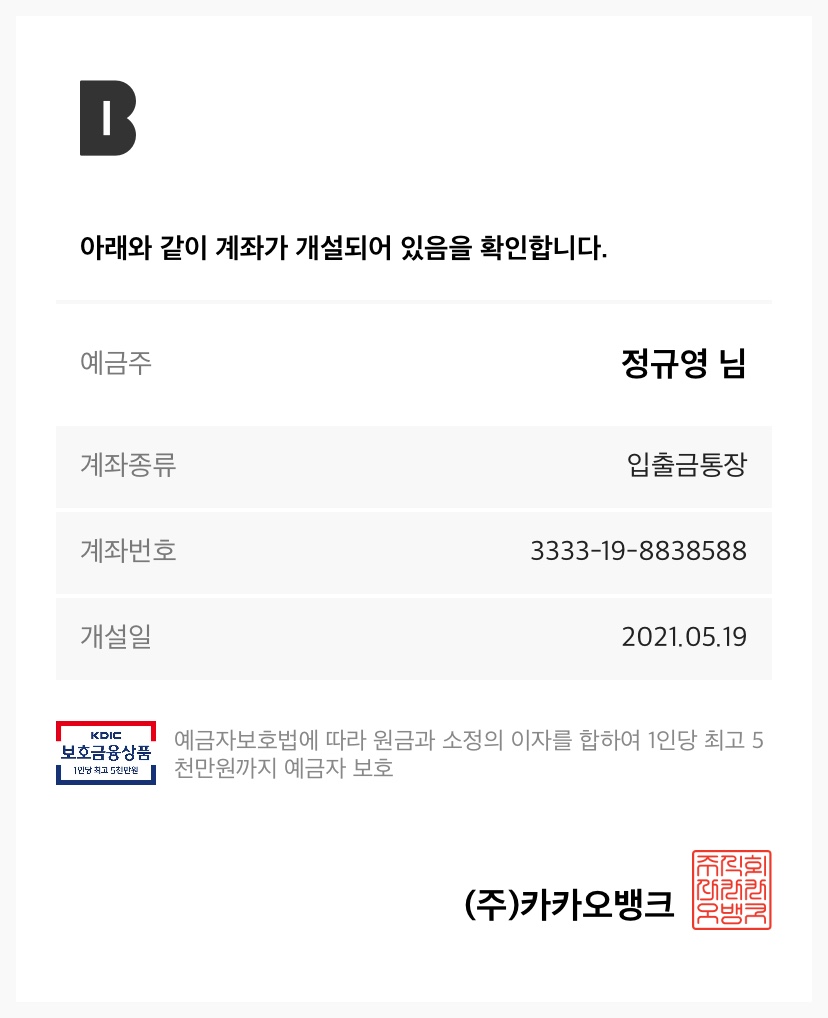 B
아래와 같이 계좌가 개설되어 있음을 확인합니다.
예금주 정규영 님
계좌종류 입출금통장
계좌번호 3333-19-8838588
개설일 2021.05.19
KDIC
보호금융상품
1인당 최고 5천만원
예금자보호법에 따라 원금과 소정의 이자를 합하여 1인당 최고 5
천만원까지 예금자 보호
(주)카카오뱅크
주식회
사카카
오뱅크